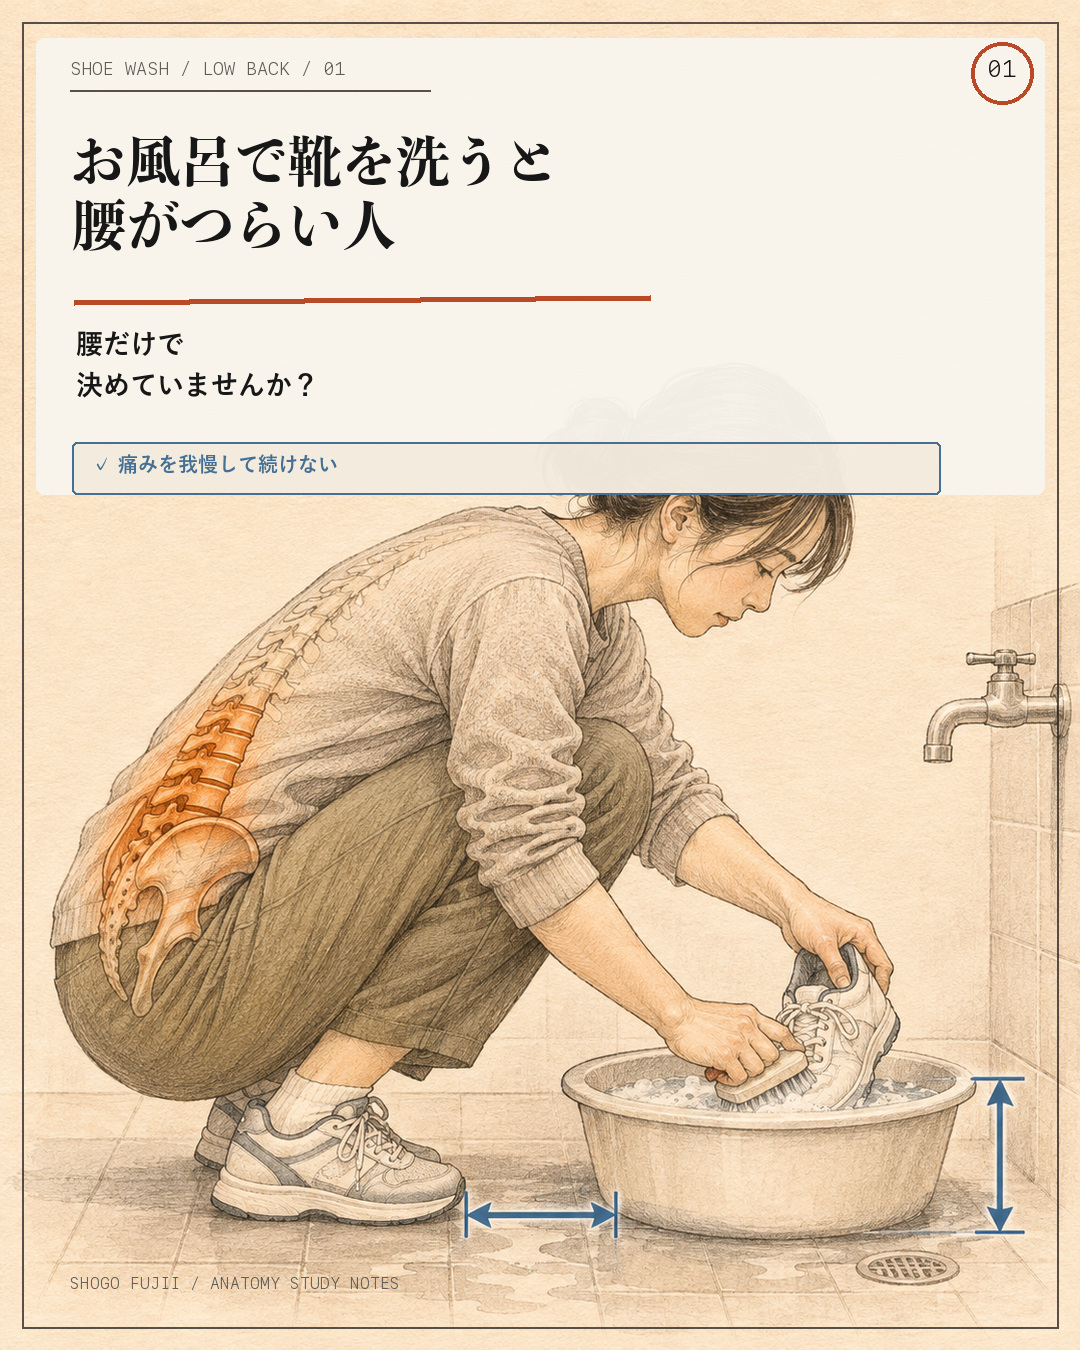 SHOE WASH / LOW BACK / 01
01
お風呂で靴を洗うと
腰がつらい人
腰だけで
決めていませんか？
✓ 痛みを我慢して続けない
SHOGO FUJII / ANATOMY STUDY NOTES